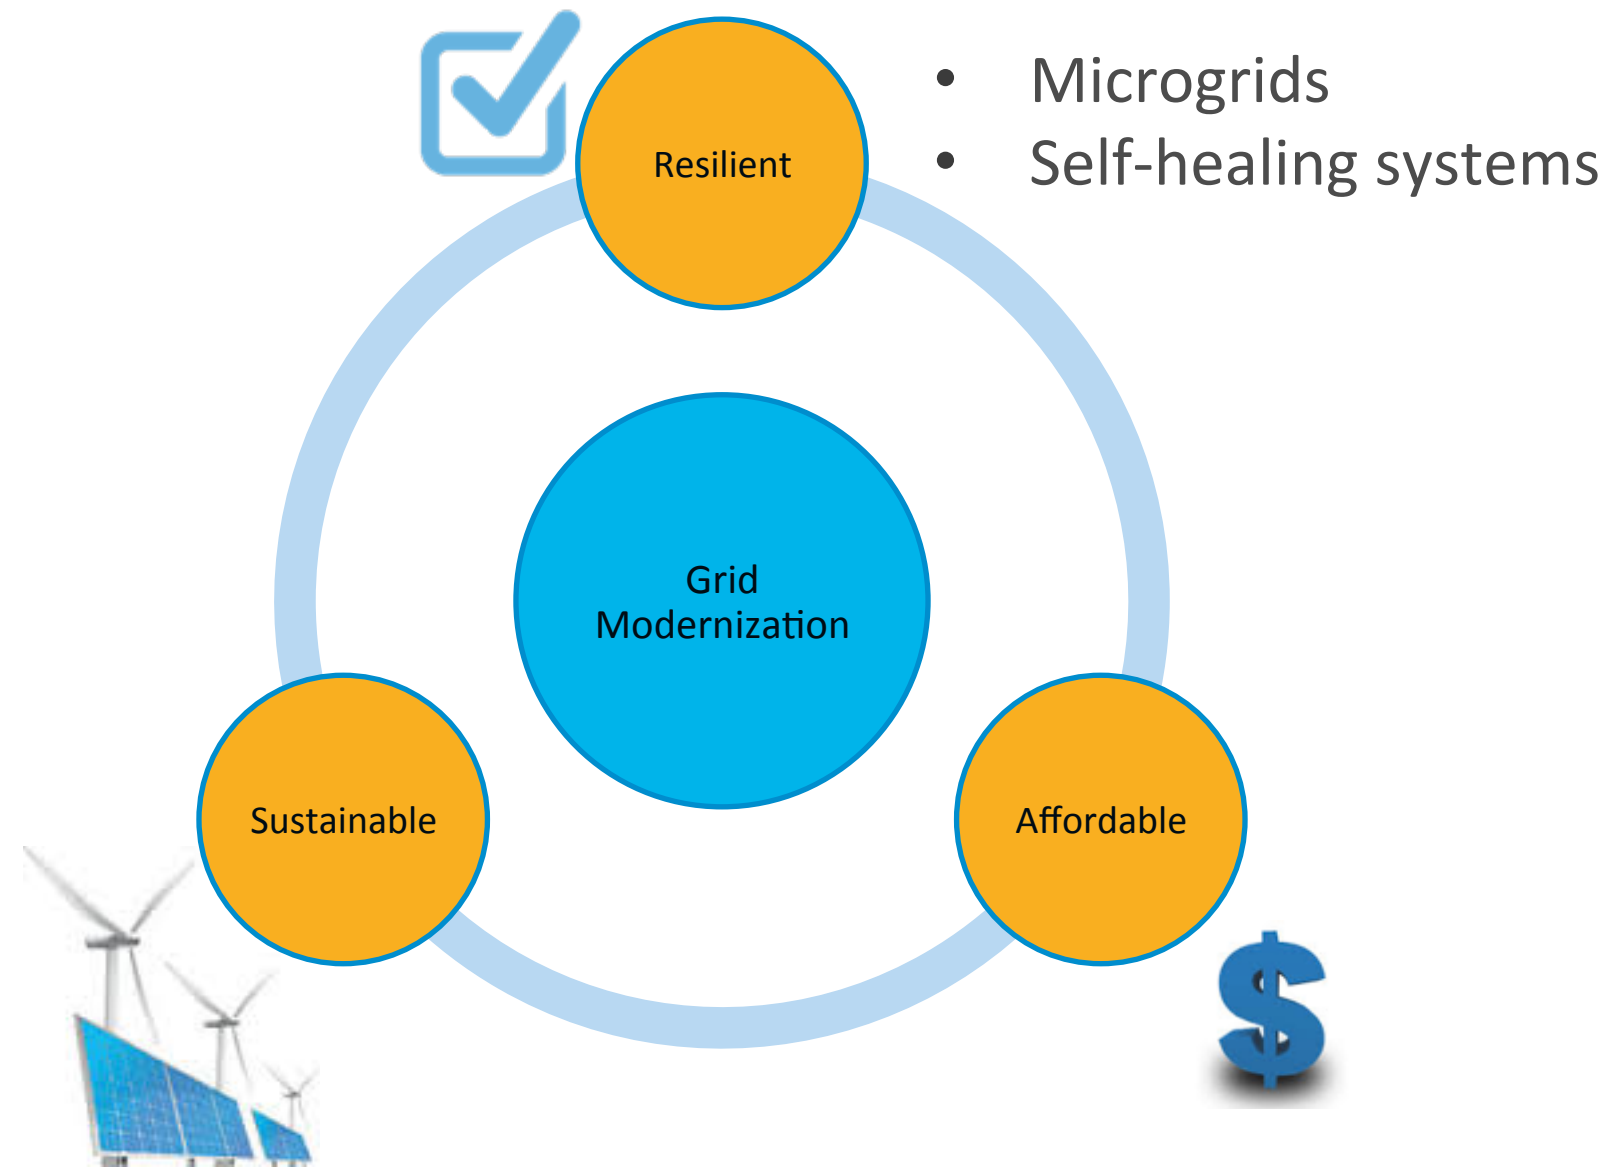 • Microgrids
• Self-healing systems
Resilient
Grid
Modernization
Sustainable
Affordable
$